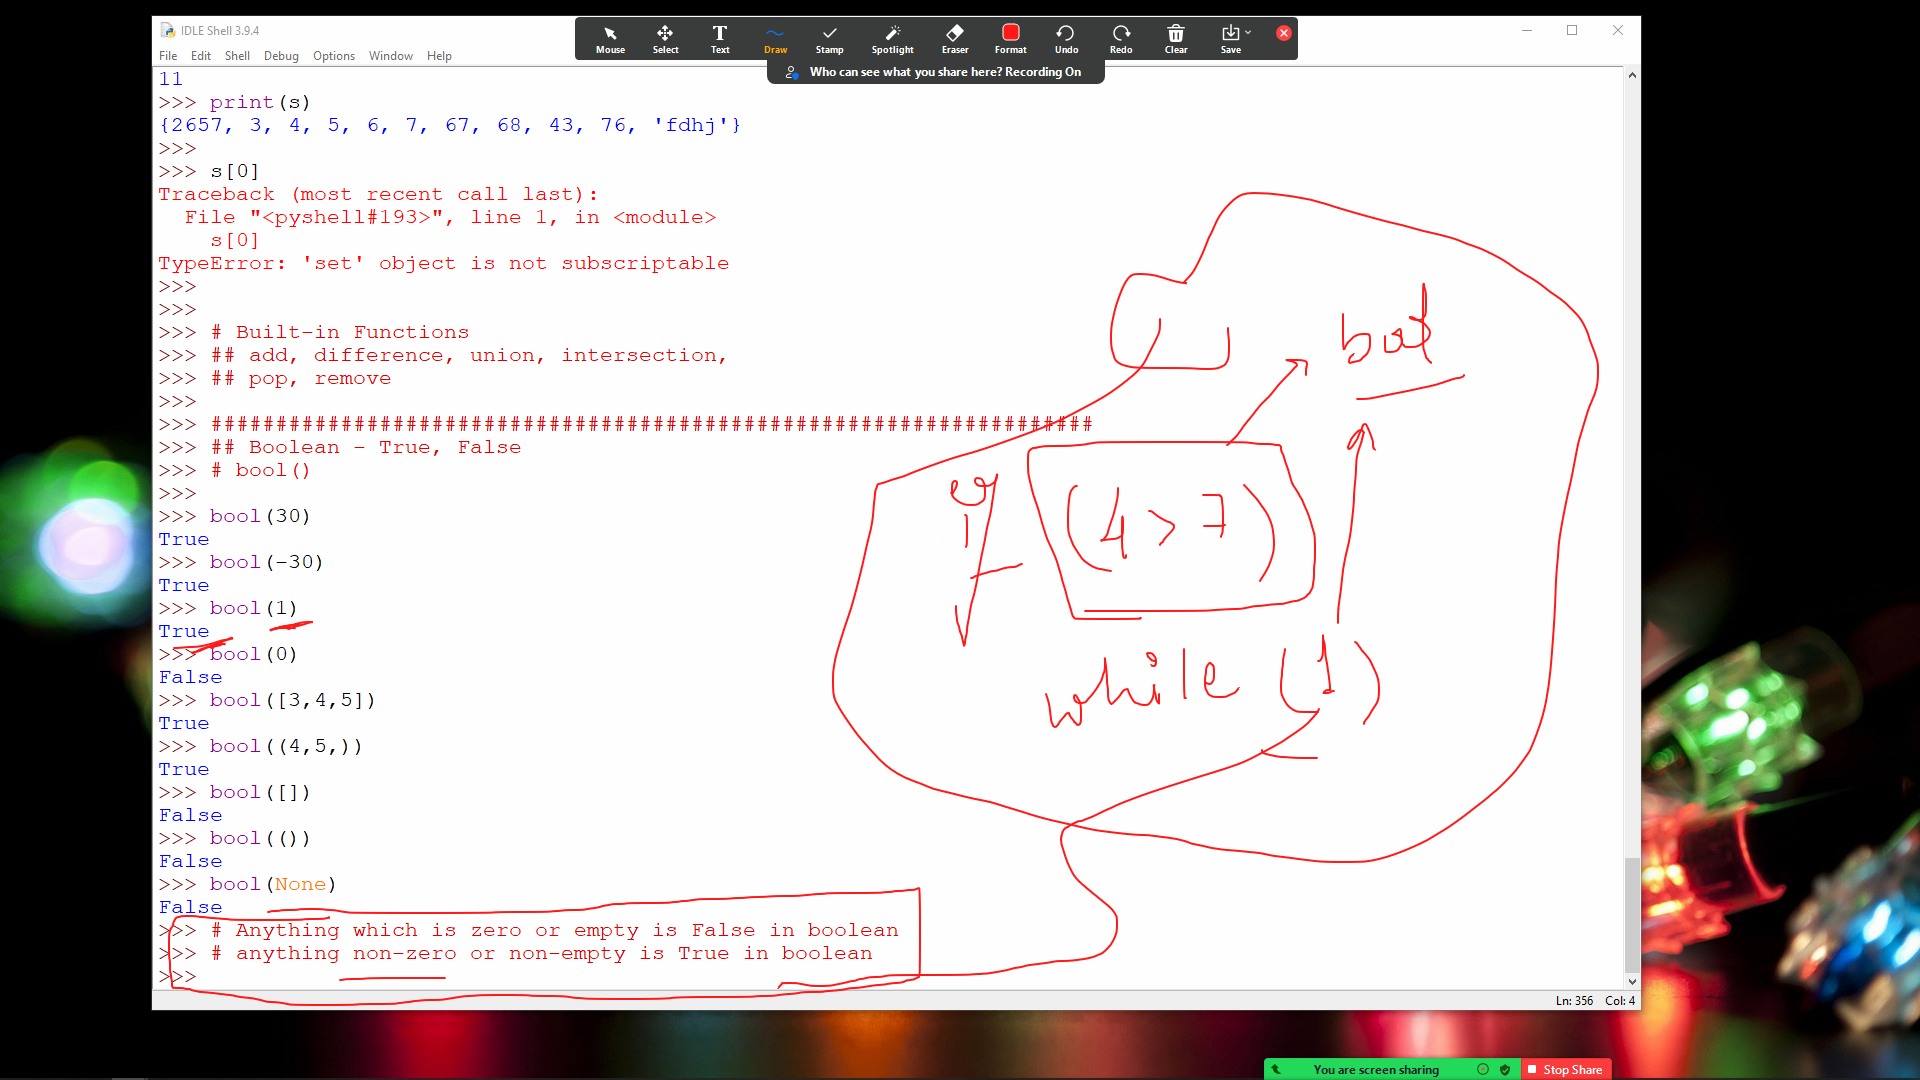 IDLE Shell 3.9.4
File Edit Shell Debug Options Window Help
Mouse Select Text Draw Stamp Spotlight Eraser Format Undo Redo Clear Save
Who can see what you share here? Recording On
11
>>> print(s)
{2657, 3, 4, 5, 6, 7, 67, 68, 43, 76, 'fdhj'}
>>>
>>> s[0]
Traceback (most recent call last):
File "<pyshell#193>", line 1, in <module>
s[0]
TypeError: 'set' object is not subscriptable
>>>
>>>
>>> # Built-in Functions
>>> ## add, difference, union, intersection,
>>> ## pop, remove
>>>
>>> ####################################################################
>>> ## Boolean - True, False
>>> # bool()
>>>
>>> bool(30)
True
>>> bool(-30)
True
>>> bool(1)
True
>>> bool(0)
False
>>> bool([3,4,5])
True
>>> bool((4,5,))
True
>>> bool([])
False
>>> bool(())
False
>>> bool(None)
False
>>> # Anything which is zero or empty is False in boolean
>>> # anything non-zero or non-empty is True in boolean
>>>
if (4 > 7)
while (1)
Ln: 356 Col: 4
You are screen sharing Stop Share